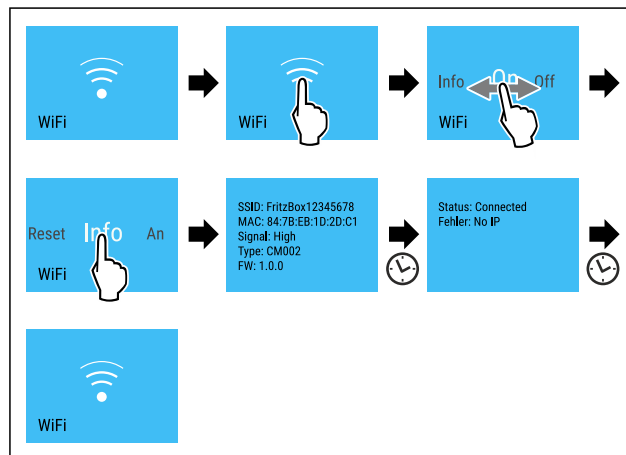 WiFi
WiFi
Info On Off
WiFi
Reset Info An
WiFi
SSID: FritzBox12345678
MAC: 84:7B:EB:1D:2D:C1
Signal: High
Type: CM002
FW: 1.0.0
Status: Connected
Fehler: No IP
WiFi